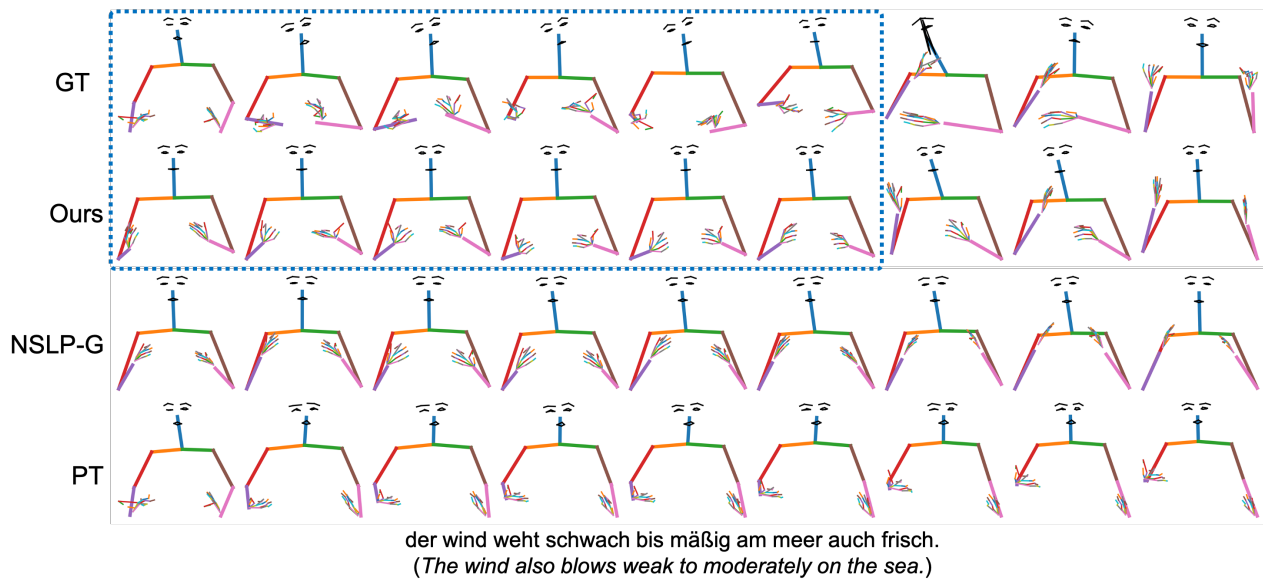 GT
Ours
NSLP-G
PT
der wind weht schwach bis mäßig am meer auch frisch.
(The wind also blows weak to moderately on the sea.)